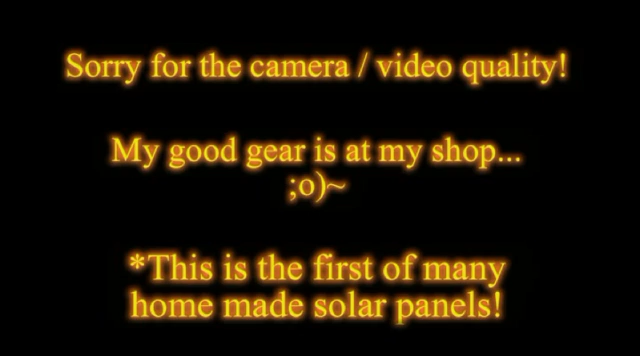 Sorry for the camera / video quality!
My good gear is at my shop...
;o)~
*This is the first of many
home made solar panels!